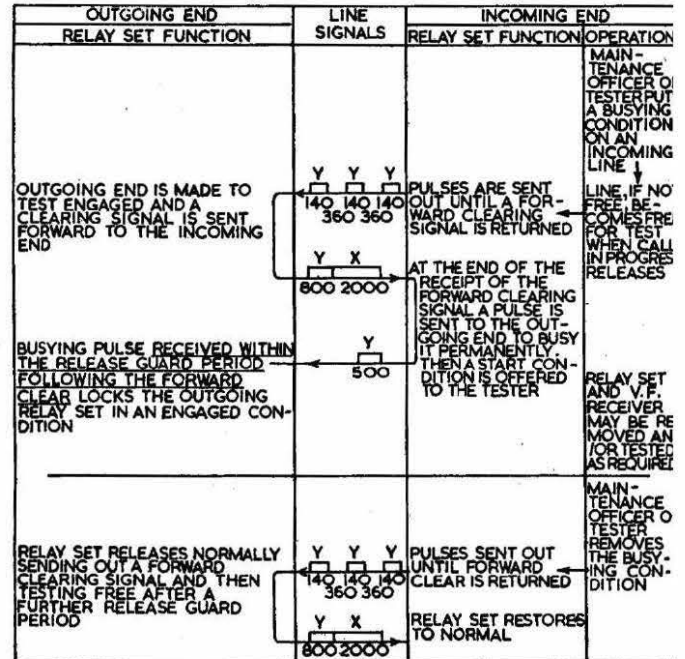 OUTGOING END
RELAY SET FUNCTION
LINE
SIGNALS
INCOMING END
RELAY SET FUNCTION
OPERATION
MAIN-
TENANCE
OFFICER
TESTER PUT
A BUSYING
CONDITION
ON AN
INCOMING
LINE
OUTGOING END IS MADE TO
TEST ENGAGED AND A
CLEARING SIGNAL IS SENT
FORWARD TO THE INCOMING
END
Y Y Y
140 140 140
360 360
PULSES ARE SENT
OUT UNTIL A FOR-
WARD CLEARING
SIGNAL IS RETURNED
LINE, IF NO
FREE, BE-
COMES FRE
FOR TEST
WHEN CALL
IN PROGRES
RELEASES
Y X
800 2000
AT THE END OF THE
RECEIPT OF THE
FORWARD CLEARING
SIGNAL A PULSE IS
SENT TO THE OUT-
GOING END TO BUSY
IT PERMANENTLY.
THEN A START CON-
DITION IS OFFERED
TO THE TESTER
BUSYING PULSE RECEIVED WITHIN
THE RELEASE GUARD PERIOD
FOLLOWING THE FORWARD
CLEAR LOCKS THE OUTGOING
RELAY SET IN AN ENGAGED CON-
DITION
Y
500
RELAY SET
AND V.F.
RECEIVER
MAY BE RE
MOVED AN
/OR TESTED
AS REQUIRED
MAIN-
TENANCE
OFFICER O
TESTER
REMOVES
THE BUSY-
ING CON-
DITION
RELAY SET RELEASES NORMALLY
SENDING OUT A FORWARD
CLEARING SIGNAL AND THEN
TESTING FREE AFTER A
FURTHER RELEASE GUARD
PERIOD
Y Y Y
140 140 140
360 360
PULSES SENT OUT
UNTIL FORWARD
CLEAR IS RETURNED
Y X
800 2000
RELAY SET RESTORES
TO NORMAL